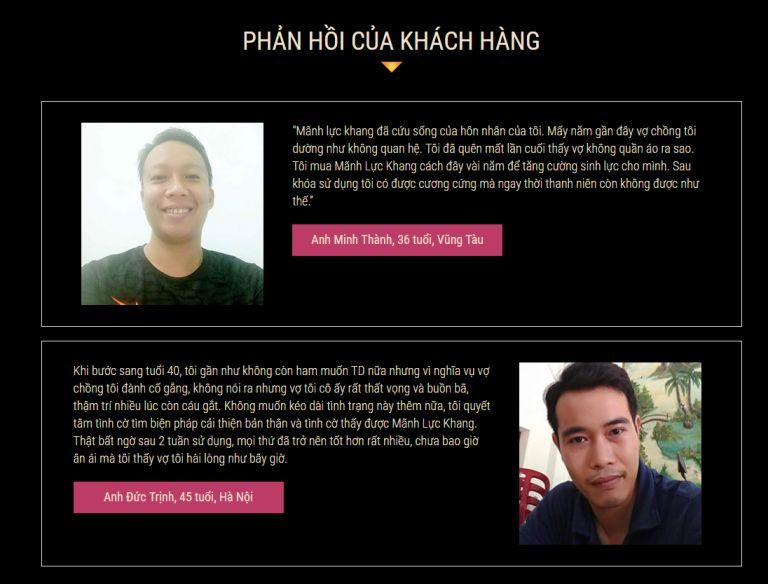 PHẢN HỒI CỦA KHÁCH HÀNG
"Mãnh lực khang đã cứu sống của hôn nhân của tôi. Mấy năm gần đây vợ chồng tôi
dường như không quan hệ. Tôi đã quên mất lần cuối thấy vợ không quần áo ra sao.
Tôi mua Mãnh Lực Khang cách đây vài năm để tăng cường sinh lực cho mình. Sau
khóa sử dụng tôi có được cương cứng mà ngay thời thanh niên còn không được như
thế."
Anh Minh Thành, 36 tuổi, Vũng Tàu
Khi bước sang tuổi 40, tôi gần như không còn ham muốn TD nữa nhưng vì nghĩa vụ vợ
chồng tôi đành cố gắng, không nói ra nhưng vợ tôi cô ấy rất thất vọng và buồn bã,
thậm trí nhiều lúc còn cáu gắt. Không muốn kéo dài tình trạng này thêm nữa, tôi quyết
tâm tình cờ tìm biện pháp cải thiện bản thân và tình cờ thấy được Mãnh Lực Khang.
Thật bất ngờ sau 2 tuần sử dụng, mọi thứ đã trở nên tốt hơn rất nhiều, chưa bao giờ
ân ái mà tôi thấy vợ tôi hài lòng như bây giờ.
Anh Đức Trịnh, 45 tuổi, Hà Nội